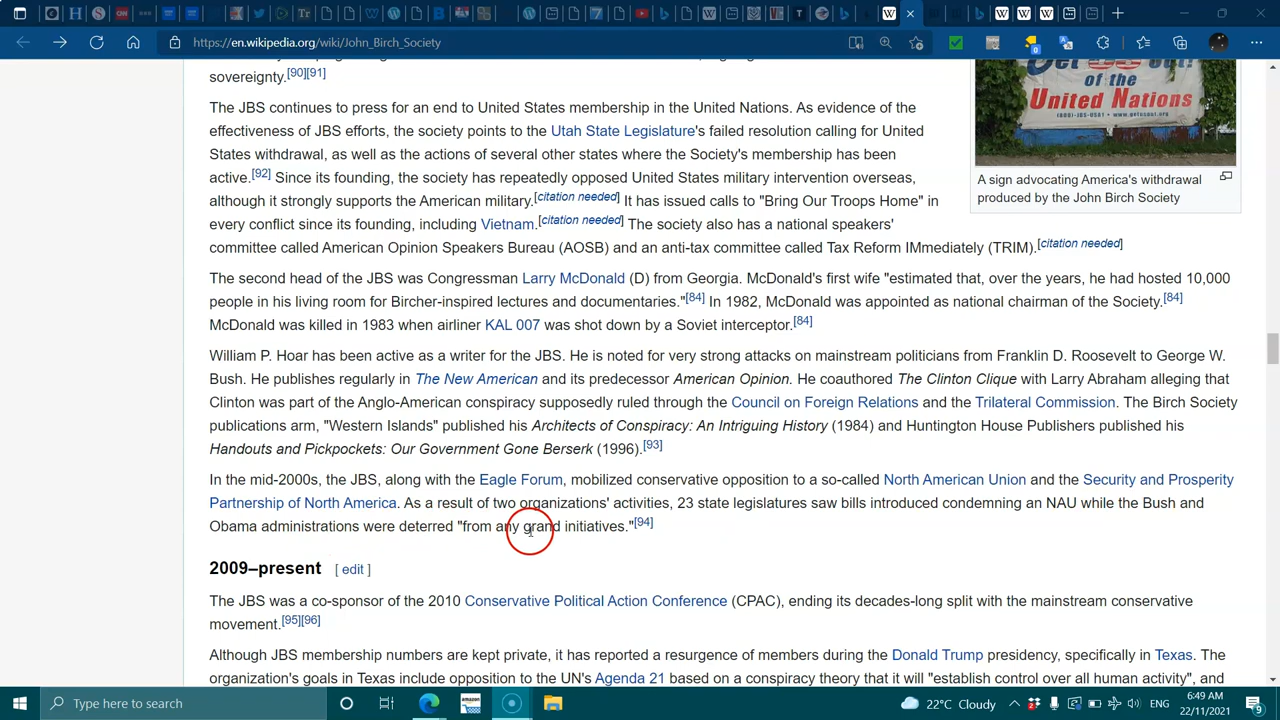 https://en.wikipedia.org/wiki/John_Birch_Society
sovereignty.[90][91]
The JBS continues to press for an end to United States membership in the United Nations. As evidence of the
effectiveness of JBS efforts, the society points to the Utah State Legislature's failed resolution calling for United
States withdrawal, as well as the actions of several other states where the Society's membership has been
active.[92] Since its founding, the society has repeatedly opposed United States military intervention overseas,
although it strongly supports the American military.[citation needed] It has issued calls to "Bring Our Troops Home" in
every conflict since its founding, including Vietnam.[citation needed] The society also has a national speakers'
committee called American Opinion Speakers Bureau (AOSB) and an anti-tax committee called Tax Reform IMmediately (TRIM).[citation needed]
of the
United Nations
A sign advocating America's withdrawal
produced by the John Birch Society
The second head of the JBS was Congressman Larry McDonald (D) from Georgia. McDonald's first wife "estimated that, over the years, he had hosted 10,000
people in his living room for Bircher-inspired lectures and documentaries."[84] In 1982, McDonald was appointed as national chairman of the Society.[84]
McDonald was killed in 1983 when airliner KAL 007 was shot down by a Soviet interceptor.[84]
William P. Hoar has been active as a writer for the JBS. He is noted for very strong attacks on mainstream politicians from Franklin D. Roosevelt to George W.
Bush. He publishes regularly in The New American and its predecessor American Opinion. He coauthored The Clinton Clique with Larry Abraham alleging that
Clinton was part of the Anglo-American conspiracy supposedly ruled through the Council on Foreign Relations and the Trilateral Commission. The Birch Society
publications arm, "Western Islands" published his Architects of Conspiracy: An Intriguing History (1984) and Huntington House Publishers published his
Handouts and Pickpockets: Our Government Gone Berserk (1996).[93]
In the mid-2000s, the JBS, along with the Eagle Forum, mobilized conservative opposition to a so-called North American Union and the Security and Prosperity
Partnership of North America. As a result of two organizations' activities, 23 state legislatures saw bills introduced condemning an NAU while the Bush and
Obama administrations were deterred "from any grand initiatives."[94]
2009–present [ edit ]
The JBS was a co-sponsor of the 2010 Conservative Political Action Conference (CPAC), ending its decades-long split with the mainstream conservative
movement.[95][96]
Although JBS membership numbers are kept private, it has reported a resurgence of members during the Donald Trump presidency, specifically in Texas. The
organization's goals in Texas include opposition to the UN's Agenda 21 based on a conspiracy theory that it will "establish control over all human activity", and
Type here to search
22°C Cloudy
ENG
6:49 AM
22/11/2021